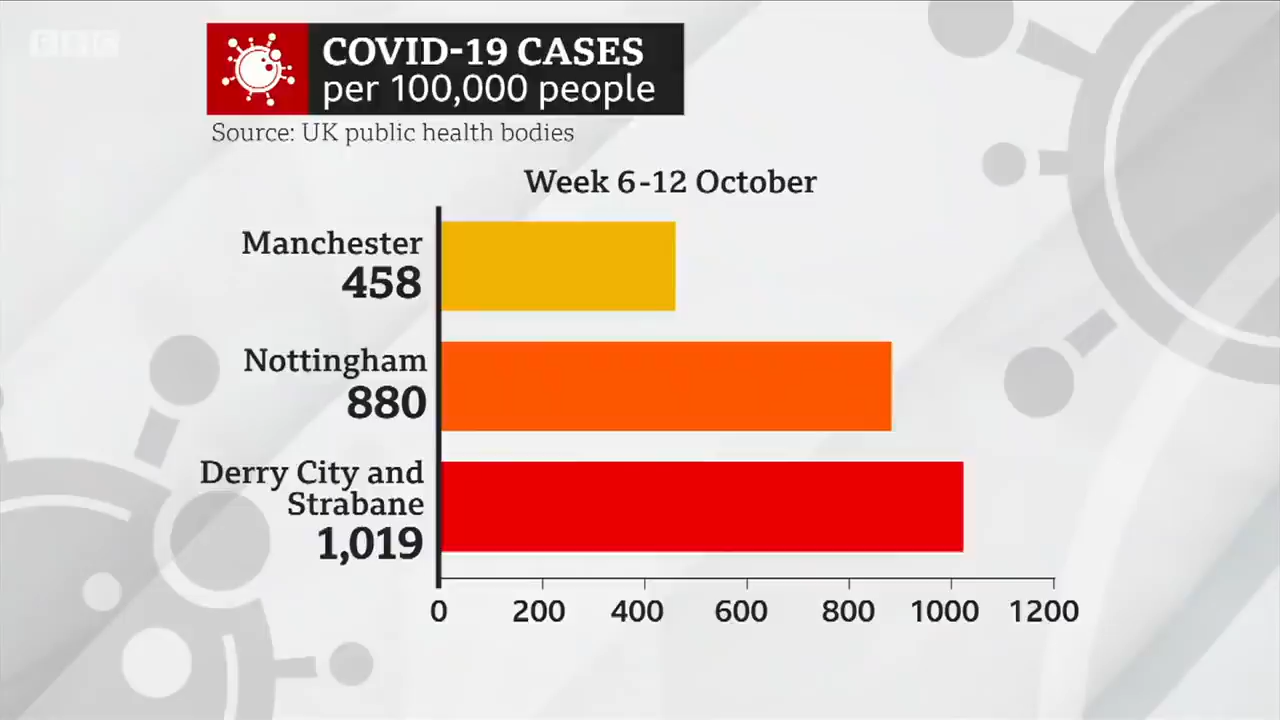 BBC
COVID-19 CASES
per 100,000 people
Source: UK public health bodies
Week 6-12 October
Manchester
458
Nottingham
880
Derry City and
Strabane
1,019
0 200 400 600 800 1000 1200